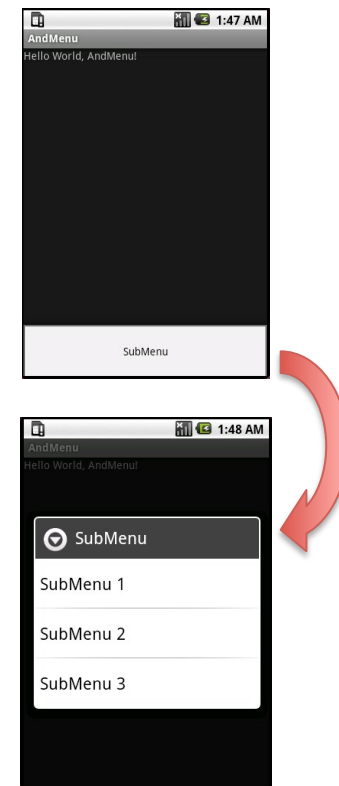 1:47 AM
AndMenu
Hello World, AndMenu!
SubMenu
1:48 AM
AndMenu
Hello World, AndMenu!
SubMenu
SubMenu 1
SubMenu 2
SubMenu 3